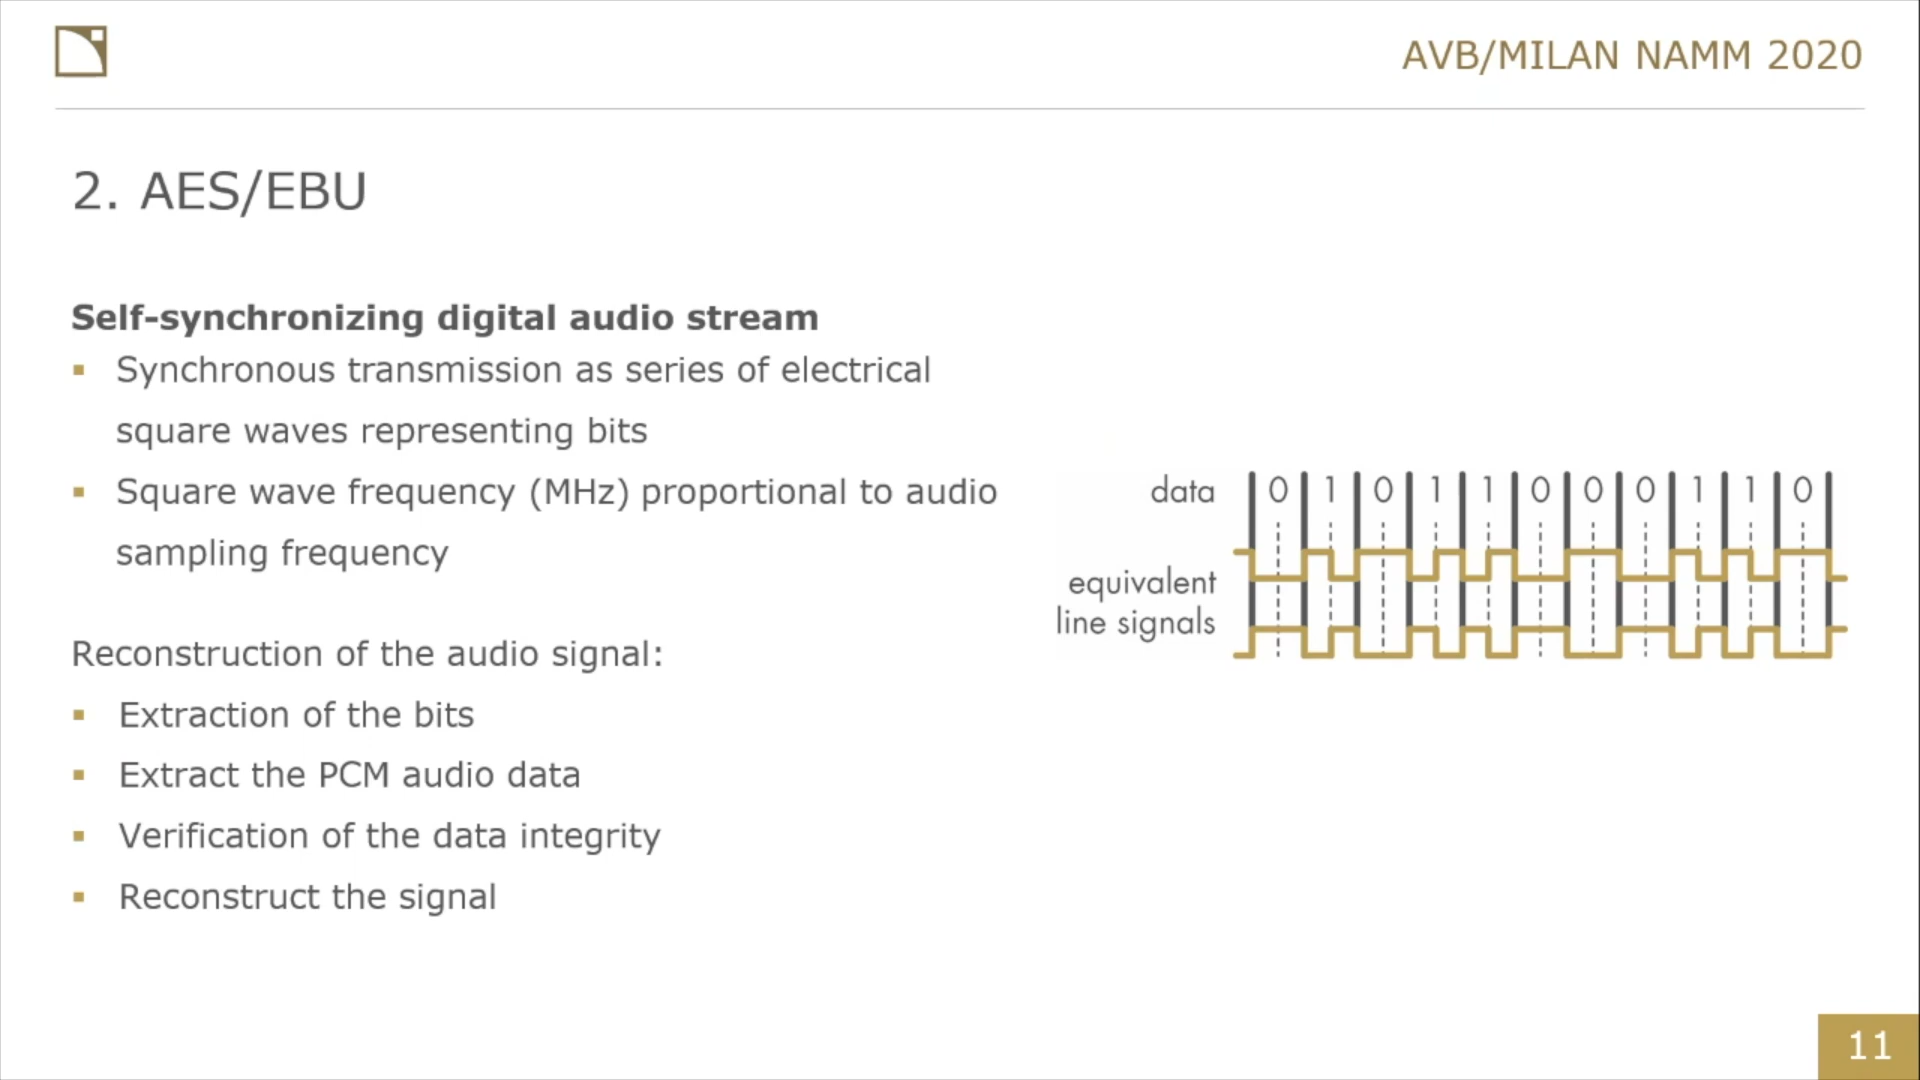 AVB/MILAN NAMM 2020
2. AES/EBU
Self-synchronizing digital audio stream
▪ Synchronous transmission as series of electrical
square waves representing bits
▪ Square wave frequency (MHz) proportional to audio
sampling frequency
Reconstruction of the audio signal:
▪ Extraction of the bits
▪ Extract the PCM audio data
▪ Verification of the data integrity
▪ Reconstruct the signal
data 0 1 0 1 1 0 0 0 1 1 0
equivalent
line signals
11